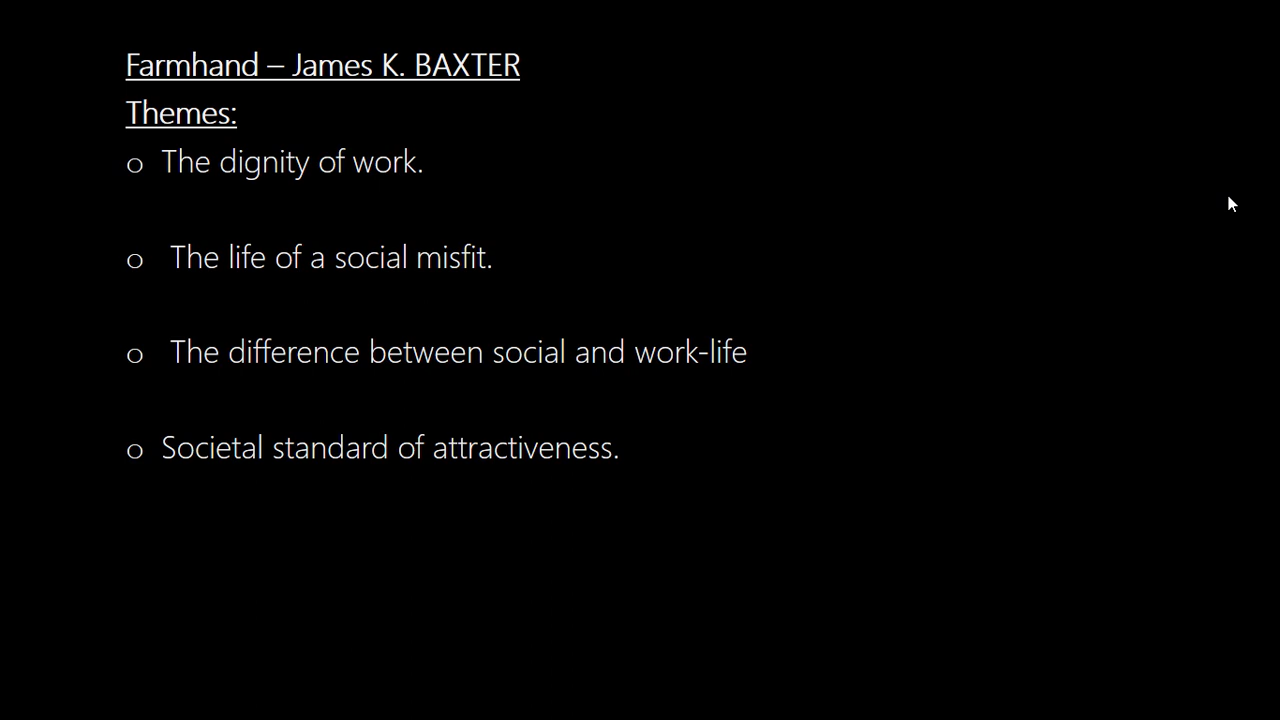 Farmhand – James K. BAXTER
Themes:
o The dignity of work.
o The life of a social misfit.
o The difference between social and work-life
o Societal standard of attractiveness.